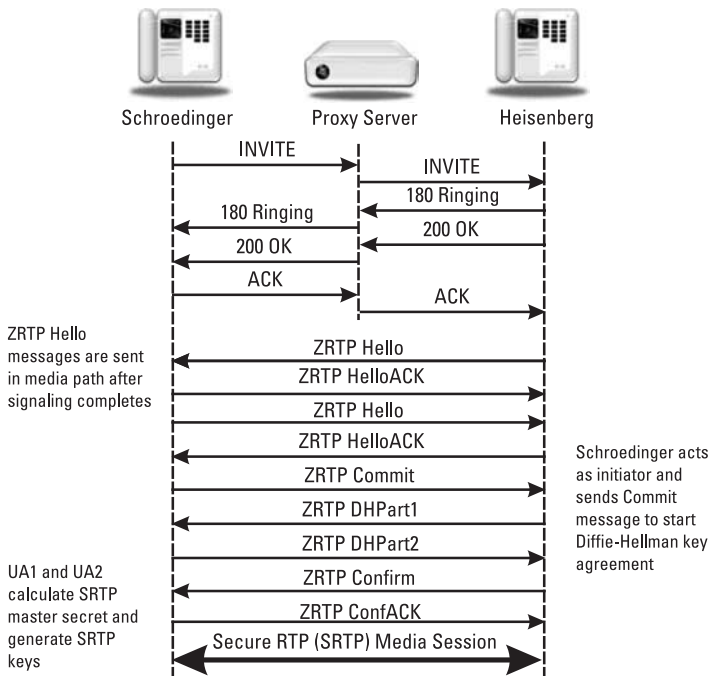 Schroedinger
Proxy Server
Heisenberg
INVITE
INVITE
180 Ringing
180 Ringing
200 OK
200 OK
ACK
ACK
ZRTP Hello
messages are sent
in media path after
signaling completes
ZRTP Hello
ZRTP HelloACK
ZRTP Hello
ZRTP HelloACK
ZRTP Commit
ZRTP DHPart1
ZRTP DHPart2
ZRTP Confirm
ZRTP ConfACK
Secure RTP (SRTP) Media Session
Schroedinger acts
as initiator and
sends Commit
message to start
Diffie-Hellman key
agreement
UA1 and UA2
calculate SRTP
master secret and
generate SRTP
keys